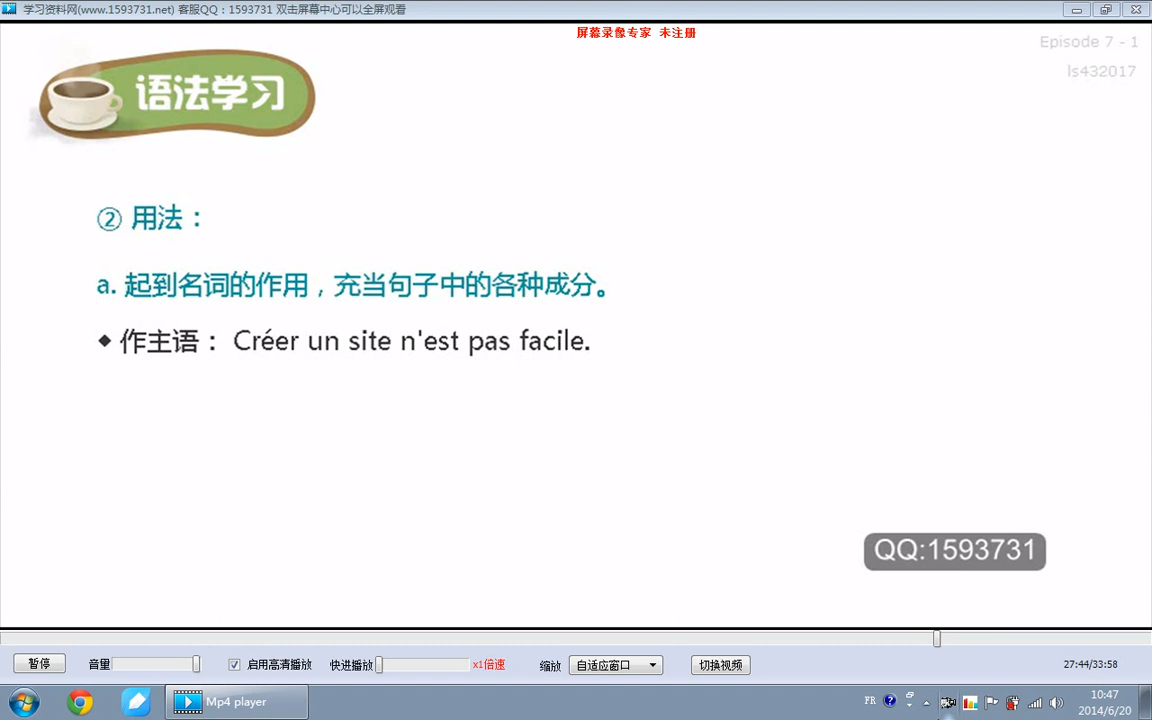 学习资料网(www.1593731.net) 客服QQ：1593731 双击屏幕中心可以全屏观看
屏幕录像专家 未注册
Episode 7 - 1
ls432017
语法学习
② 用法：
a. 起到名词的作用，充当句子中的各种成分。
◆ 作主语： Créer un site n'est pas facile.
QQ:1593731
暂停 音量 启用高清播放 快进播放 x1倍速 缩放 自适应窗口 切换视频 27:44/33:58
Mp4 player FR 10:47
2014/6/20